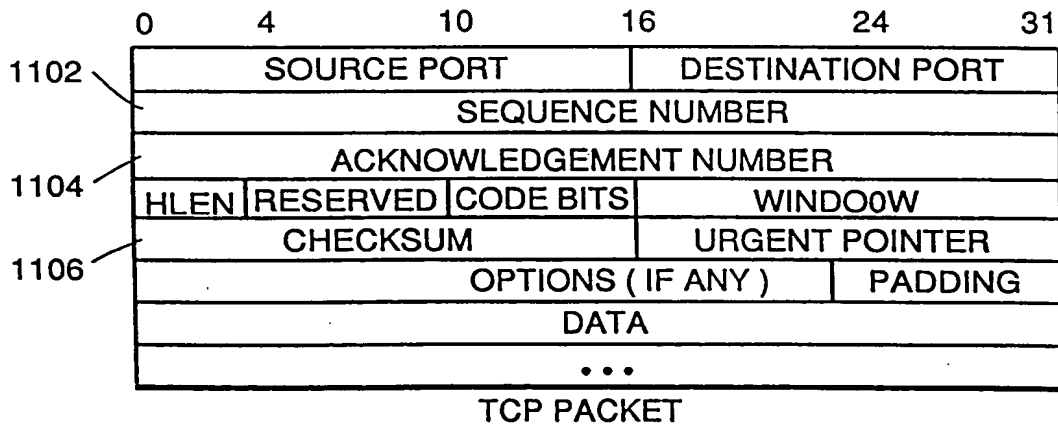 0 4 10 16 24 31
SOURCE PORT DESTINATION PORT
1102 SEQUENCE NUMBER
1104 ACKNOWLEDGEMENT NUMBER
HLEN RESERVED CODE BITS WINDO0W
1106 CHECKSUM URGENT POINTER
OPTIONS ( IF ANY ) PADDING
DATA
•••
TCP PACKET